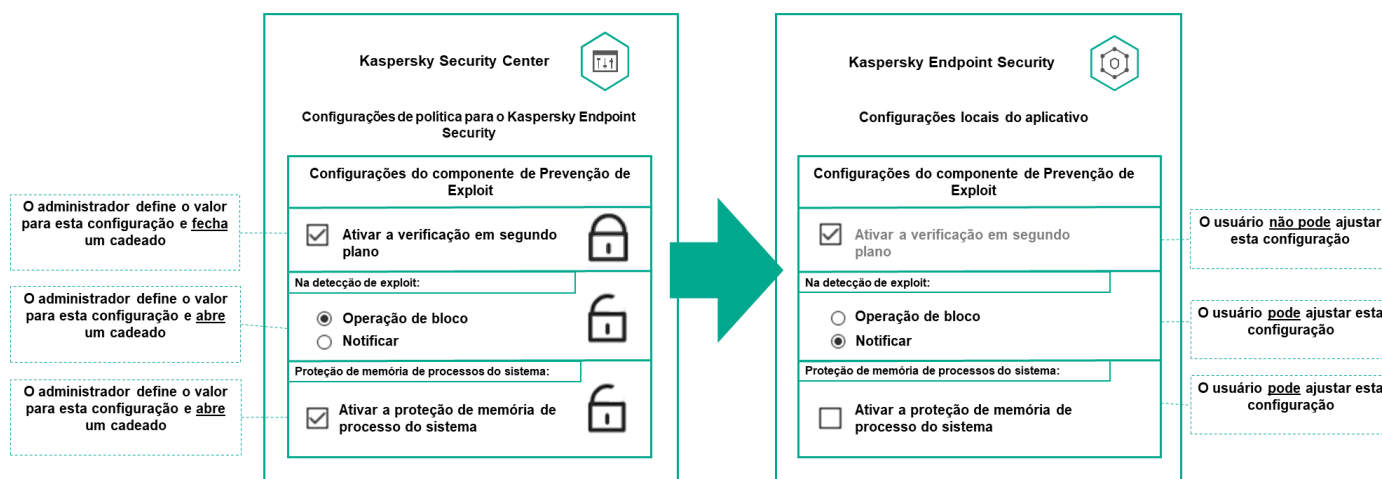 Kaspersky Security Center
Configurações de política para o Kaspersky Endpoint
Security
Configurações do componente de Prevenção de
Exploit
O administrador define o valor
para esta configuração e fecha
um cadeado
Ativar a verificação em segundo
plano
Na detecção de exploit:
O administrador define o valor
para esta configuração e abre
um cadeado
Operação de bloco
Notificar
Proteção de memória de processos do sistema:
O administrador define o valor
para esta configuração e abre
um cadeado
Ativar a proteção de memória de
processo do sistema
Kaspersky Endpoint Security
Configurações locais do aplicativo
Configurações do componente de Prevenção de
Exploit
Ativar a verificação em segundo
plano
O usuário não pode ajustar
esta configuração
Na detecção de exploit:
Operação de bloco
Notificar
O usuário pode ajustar esta
configuração
Proteção de memória de processos do sistema:
Ativar a proteção de memória de
processo do sistema
O usuário pode ajustar esta
configuração